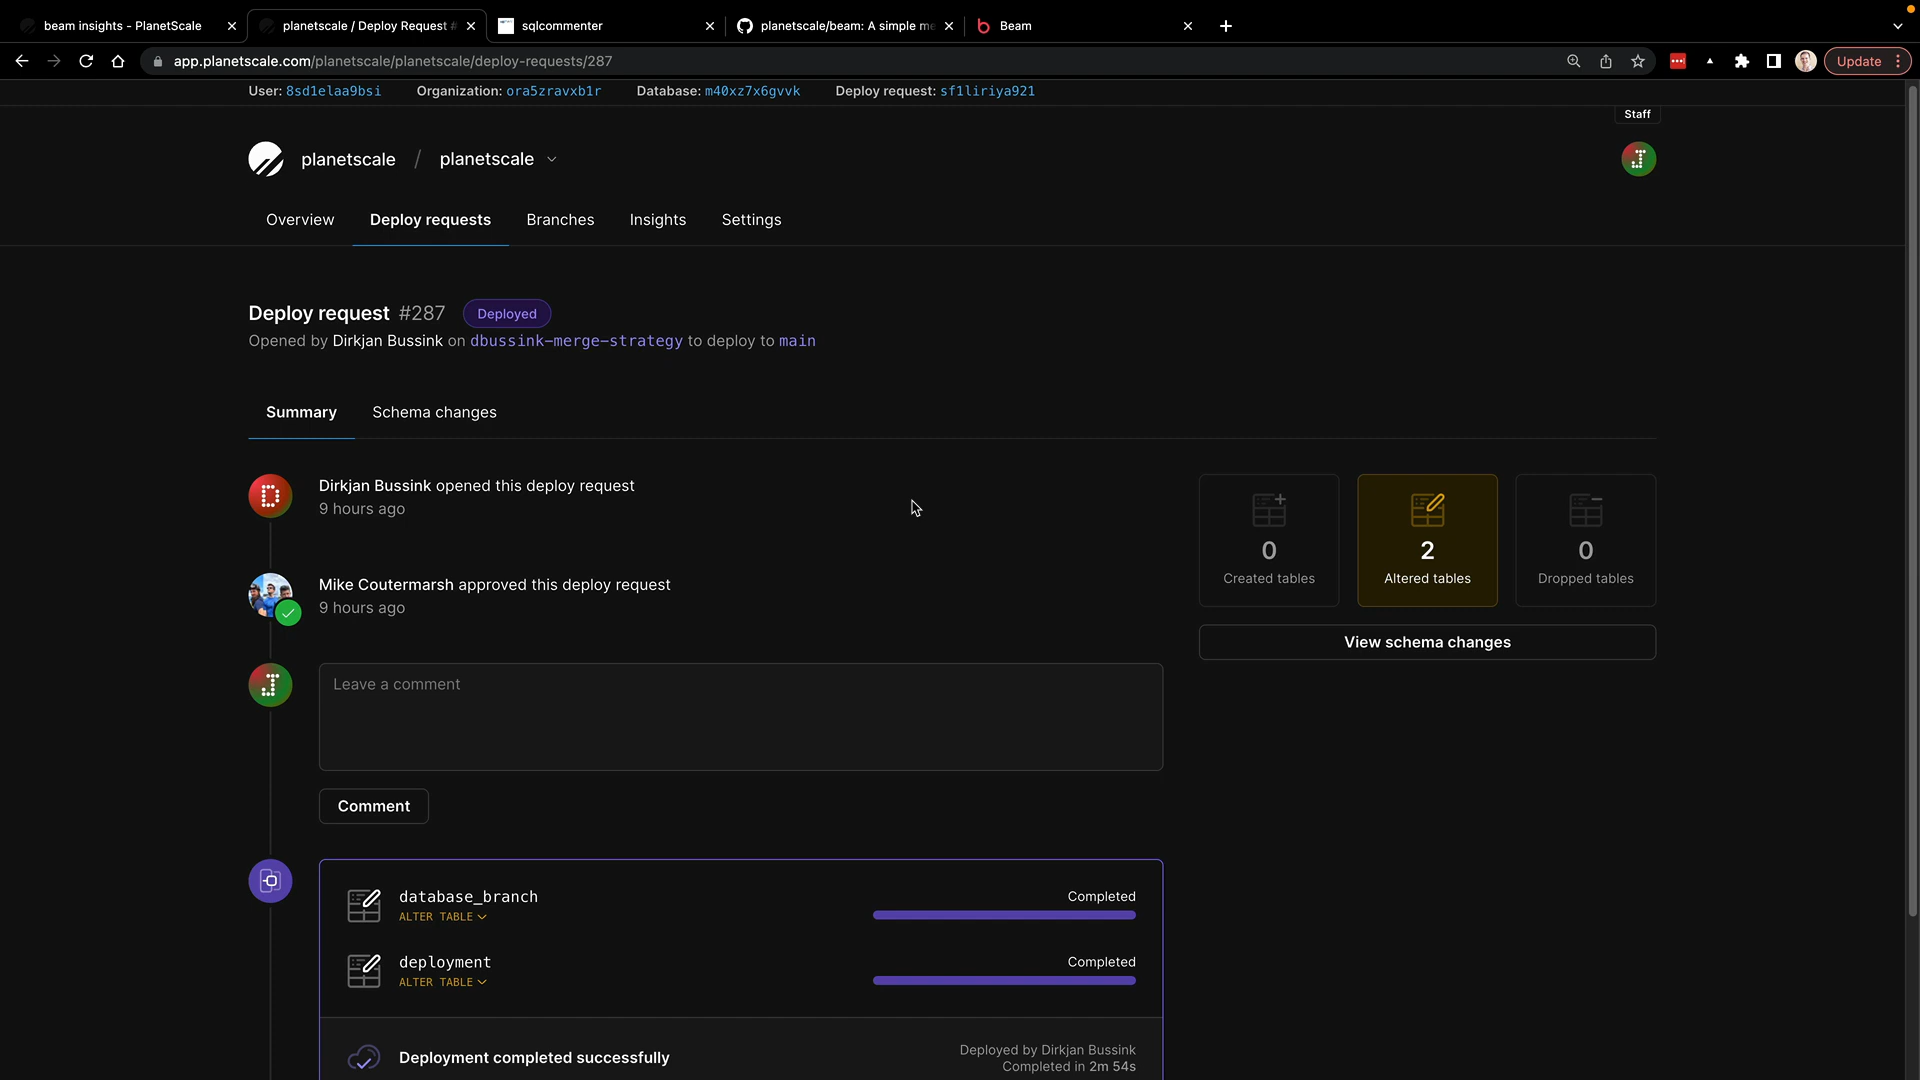 beam insights - PlanetScale
planetscale / Deploy Request #
sqlcommenter
planetscale/beam: A simple me
Beam
app.planetscale.com/planetscale/planetscale/deploy-requests/287
Update
User: 8sd1elaa9bsi Organization: ora5zravxb1r Database: m40xz7x6gvvk Deploy request: sf1liriya921
Staff
planetscale / planetscale
J
Overview Deploy requests Branches Insights Settings
Deploy request #287 Deployed
Opened by Dirkjan Bussink on dbussink-merge-strategy to deploy to main
Summary Schema changes
D
Dirkjan Bussink opened this deploy request
9 hours ago
Mike Coutermarsh approved this deploy request
9 hours ago
0
Created tables
2
Altered tables
0
Dropped tables
View schema changes
J
Leave a comment
Comment
database_branch
ALTER TABLE
Completed
deployment
ALTER TABLE
Completed
Deployment completed successfully
Deployed by Dirkjan Bussink
Completed in 2m 54s